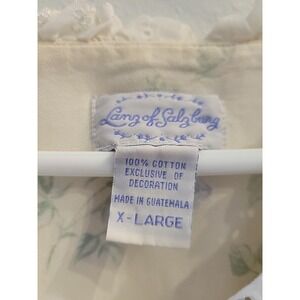 Lanz of Salzburg
100% COTTON
EXCLUSIVE OF
DECORATION
MADE IN GUATEMALA
X-LARGE